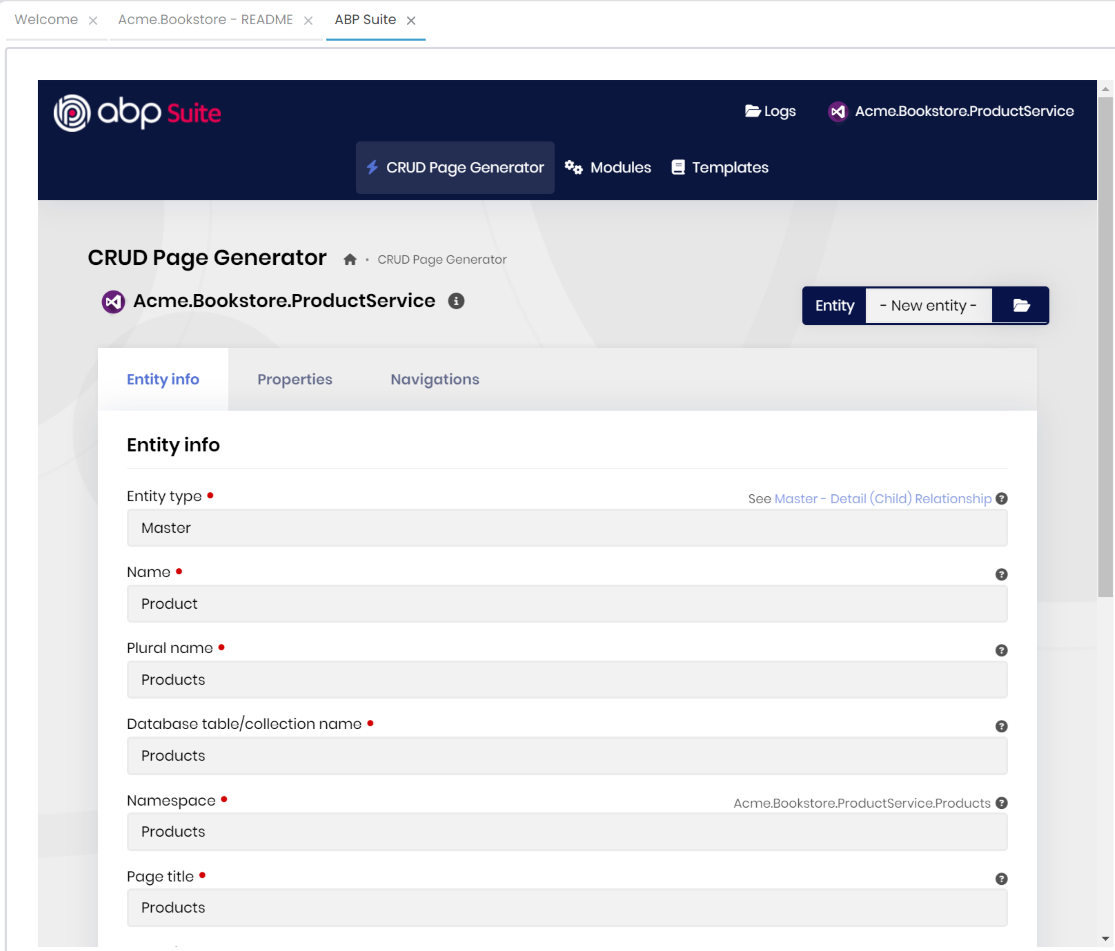 Welcome × Acme.Bookstore - README × ABP Suite ×
abp Suite Logs Acme.Bookstore.ProductService
CRUD Page Generator Modules Templates
CRUD Page Generator • CRUD Page Generator
Acme.Bookstore.ProductService
Entity - New entity -
Entity info Properties Navigations
Entity info
Entity type • See Master - Detail (Child) Relationship
Master
Name •
Product
Plural name •
Products
Database table/collection name •
Products
Namespace • Acme.Bookstore.ProductService.Products
Products
Page title •
Products